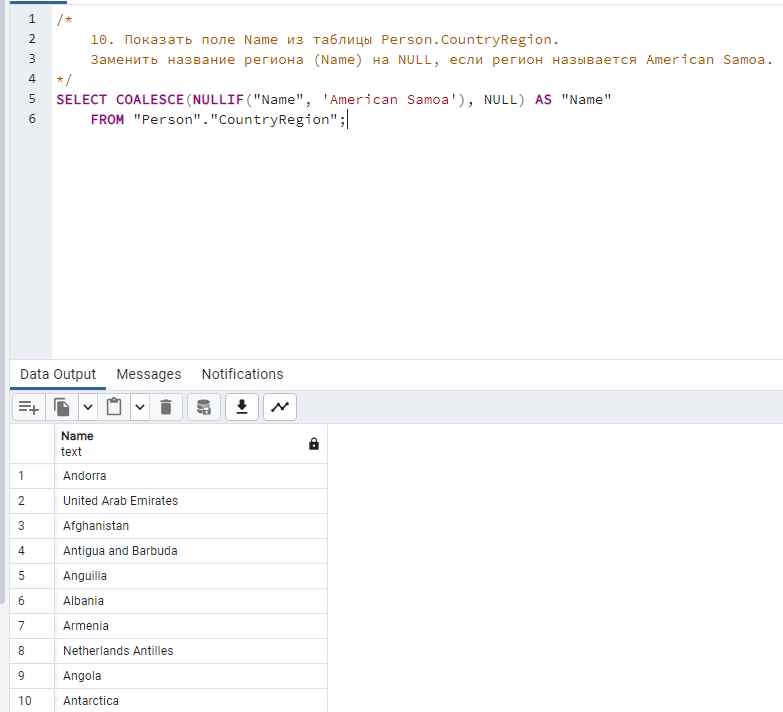 1 /*
2 10. Показать поле Name из таблицы Person.CountryRegion.
3 Заменить название региона (Name) на NULL, если регион называется American Samoa.
4 */
5 SELECT COALESCE(NULLIF("Name", 'American Samoa'), NULL) AS "Name"
6 FROM "Person"."CountryRegion";
Data Output Messages Notifications
Name
text
1 Andorra
2 United Arab Emirates
3 Afghanistan
4 Antigua and Barbuda
5 Anguilla
6 Albania
7 Armenia
8 Netherlands Antilles
9 Angola
10 Antarctica